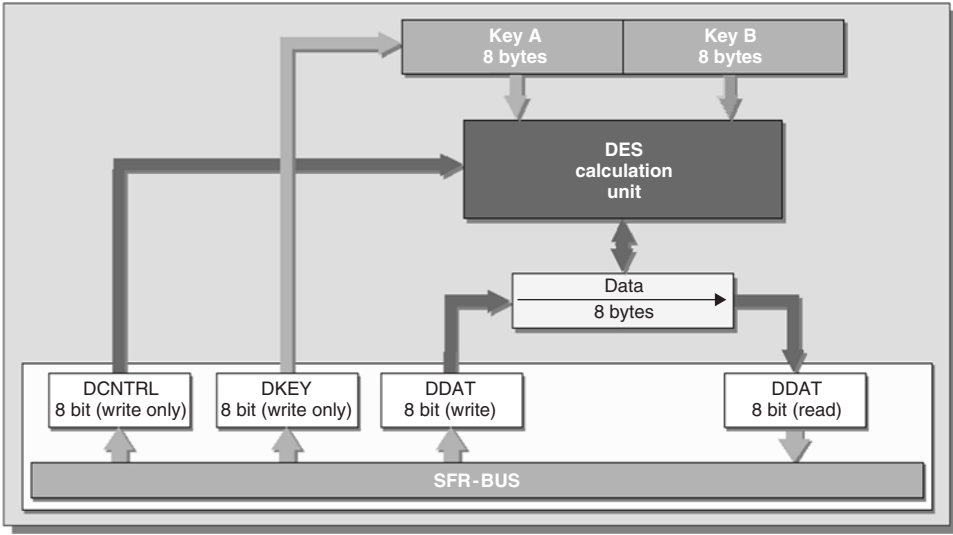 Key A
8 bytes
Key B
8 bytes
DES
calculation
unit
Data
8 bytes
DCNTRL
8 bit (write only)
DKEY
8 bit (write only)
DDAT
8 bit (write)
DDAT
8 bit (read)
SFR-BUS